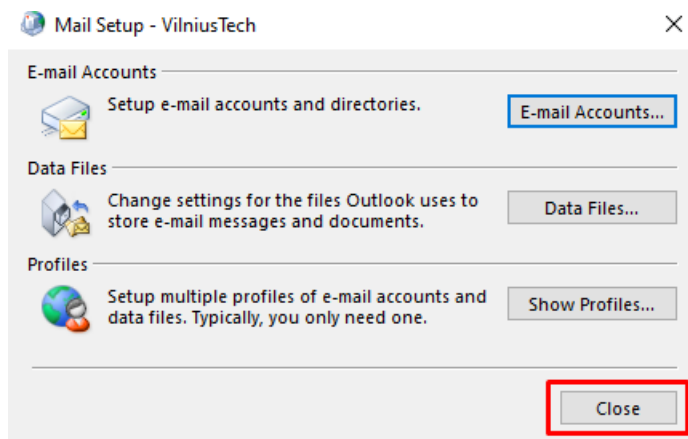 Mail Setup - VilniusTech
E-mail Accounts
Setup e-mail accounts and directories.
E-mail Accounts...
Data Files
Change settings for the files Outlook uses to
store e-mail messages and documents.
Data Files...
Profiles
Setup multiple profiles of e-mail accounts and
data files. Typically, you only need one.
Show Profiles...
Close